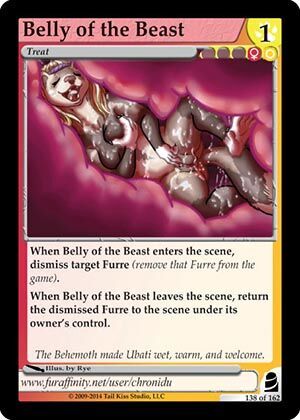 Belly of the Beast
1
Treat
When Belly of the Beast enters the scene,
dismiss target Furre (remove that Furre from the
game).
When Belly of the Beast leaves the scene, return
the dismissed Furre to the scene under its
owner's control.
The Behemoth made Ubati wet, warm, and welcome.
Illus. by Rye
www.furaffinity.net/user/chronidu
© 2009-2014 Tail Kiss Studio, LLC
138 of 162